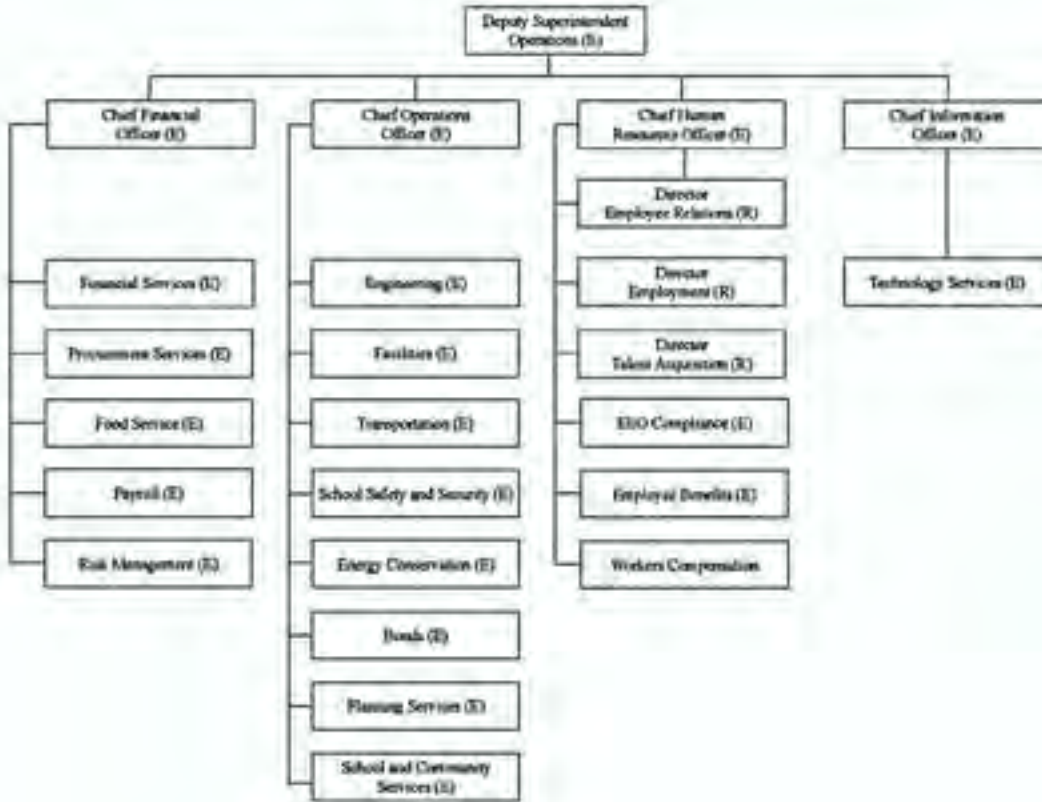 Deputy Superintendent
Operations (E)
Chief Financial
Officer (E)
Financial Services (E)
Procurement Services (E)
Food Service (E)
Payroll (E)
Risk Management (E)
Chief Operations
Officer (E)
Engineering (E)
Facilities (E)
Transportation (E)
School Safety and Security (E)
Energy Conservation (E)
Bonds (E)
Planning Services (E)
School and Community
Services (E)
Chief Human
Resources Officer (E)
Director
Employee Relations (R)
Director
Employment (R)
Director
Talent Acquisition (R)
EEO Compliance (E)
Employee Benefits (E)
Workers Compensation
Chief Information
Officer (E)
Technology Services (E)